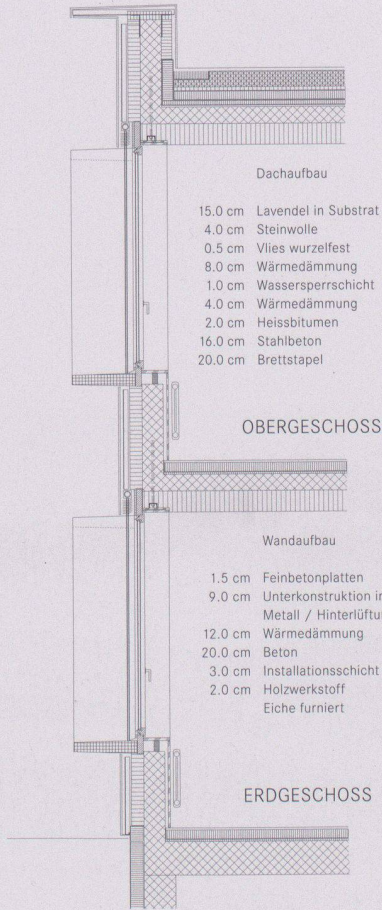 Dachaufbau
15.0 cm Lavendel in Substrat
4.0 cm Steinwolle
0.5 cm Vlies wurzelfest
8.0 cm Wärmedämmung
1.0 cm Wassersperrschicht
4.0 cm Wärmedämmung
2.0 cm Heissbitumen
16.0 cm Stahlbeton
20.0 cm Brettstapel
OBERGESCHOSS
Wandaufbau
1.5 cm Feinbetonplatten
9.0 cm Unterkonstruktion
Metall / Hinterlüftu
12.0 cm Wärmedämmung
20.0 cm Beton
3.0 cm Installationsschicht
2.0 cm Holzwerkstoff
Eiche furniert
ERDGESCHOSS